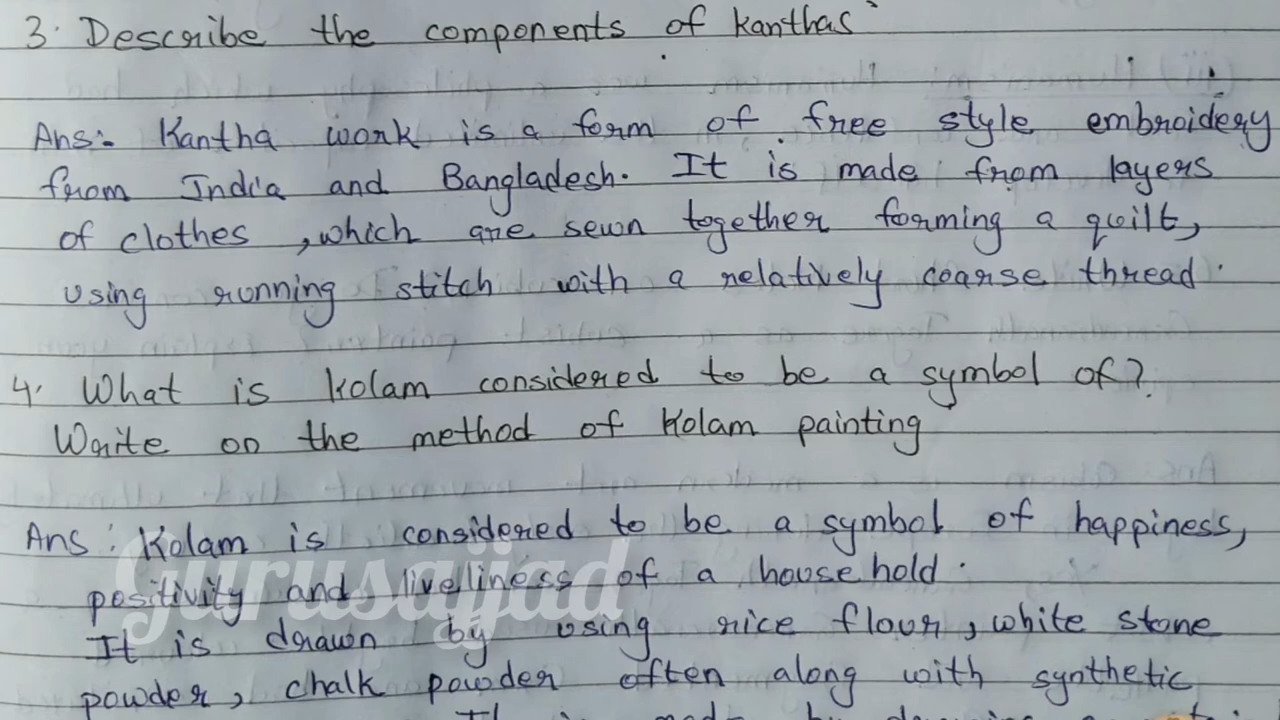 3. Describe the components of kanthas
Ans:- Kantha work is a form of free style embroidery
from India and Bangladesh. It is made from layers
of clothes, which are sewn together forming a quilt,
using running stitch with a relatively coarse thread.
4. What is kolam considered to be a symbol of?
Write on the method of Kolam painting
Ans: Kolam is considered to be a symbol of happiness,
positivity and liveliness of a household.
Gurusajjad
It is drawn by using rice flour, white stone
powder, chalk powder often along with synthetic